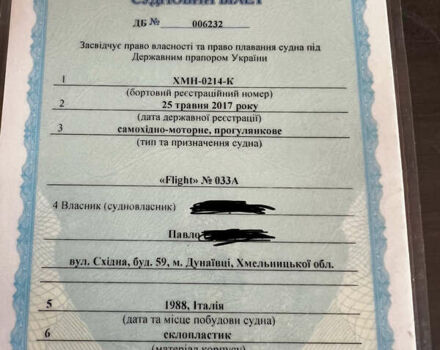 СУДНОВИЙ БІЛЕТ
ДБ № 006232
Засвідчує право власності та право плавання судна під
Державним прапором України
1 ХМН-0214-К
(бортовий реєстраційний номер)
2 25 травня 2017 року
(дата державної реєстрації)
3 самохідно-моторне, прогулянкове
(тип та призначення судна)
«Flight» № 033А
4 Власник (судновласник)
Павло
вул. Східна, буд. 59, м. Дунаївці, Хмельницької обл.
5 1988, Італія
(дата та місце побудови судна)
6 склопластик
(матеріал корпусу)